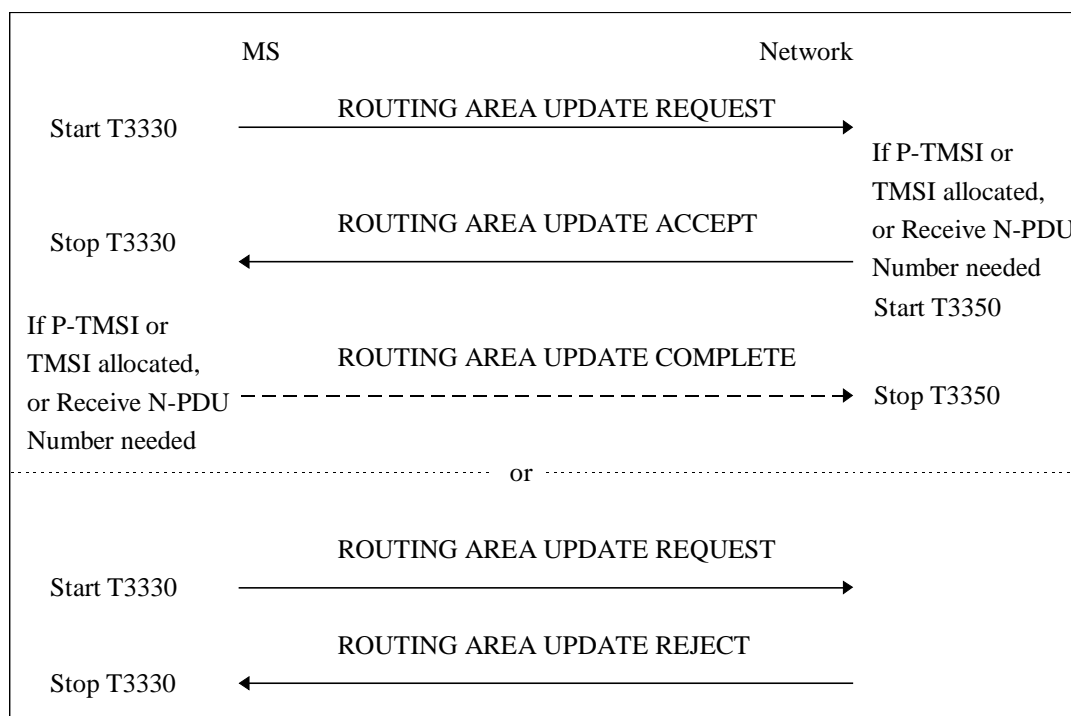 MS
Network
ROUTING AREA UPDATE REQUEST
Start T3330
If P-TMSI or
TMSI allocated,
or Receive N-PDU
Number needed
Start T3350
ROUTING AREA UPDATE ACCEPT
Stop T3330
If P-TMSI or
TMSI allocated,
or Receive N-PDU
Number needed
ROUTING AREA UPDATE COMPLETE
Stop T3350
or
ROUTING AREA UPDATE REQUEST
Start T3330
ROUTING AREA UPDATE REJECT
Stop T3330